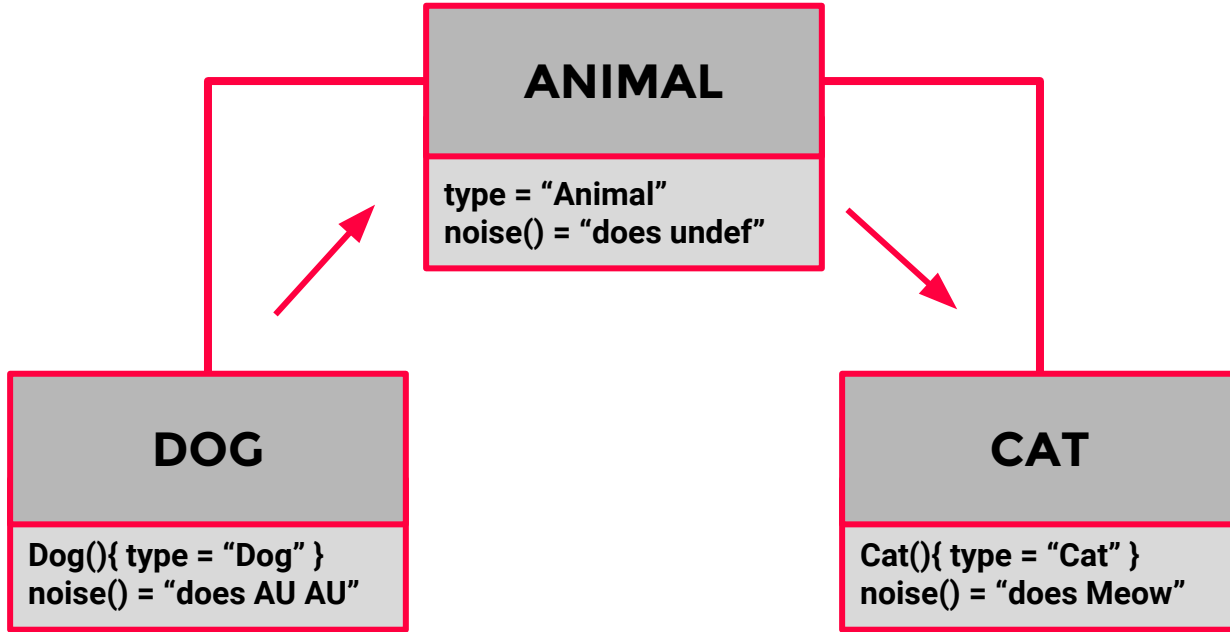 ANIMAL
type = “Animal”
noise() = “does undef”
DOG
Dog(){ type = “Dog” }
noise() = “does AU AU”
CAT
Cat(){ type = “Cat” }
noise() = “does Meow”